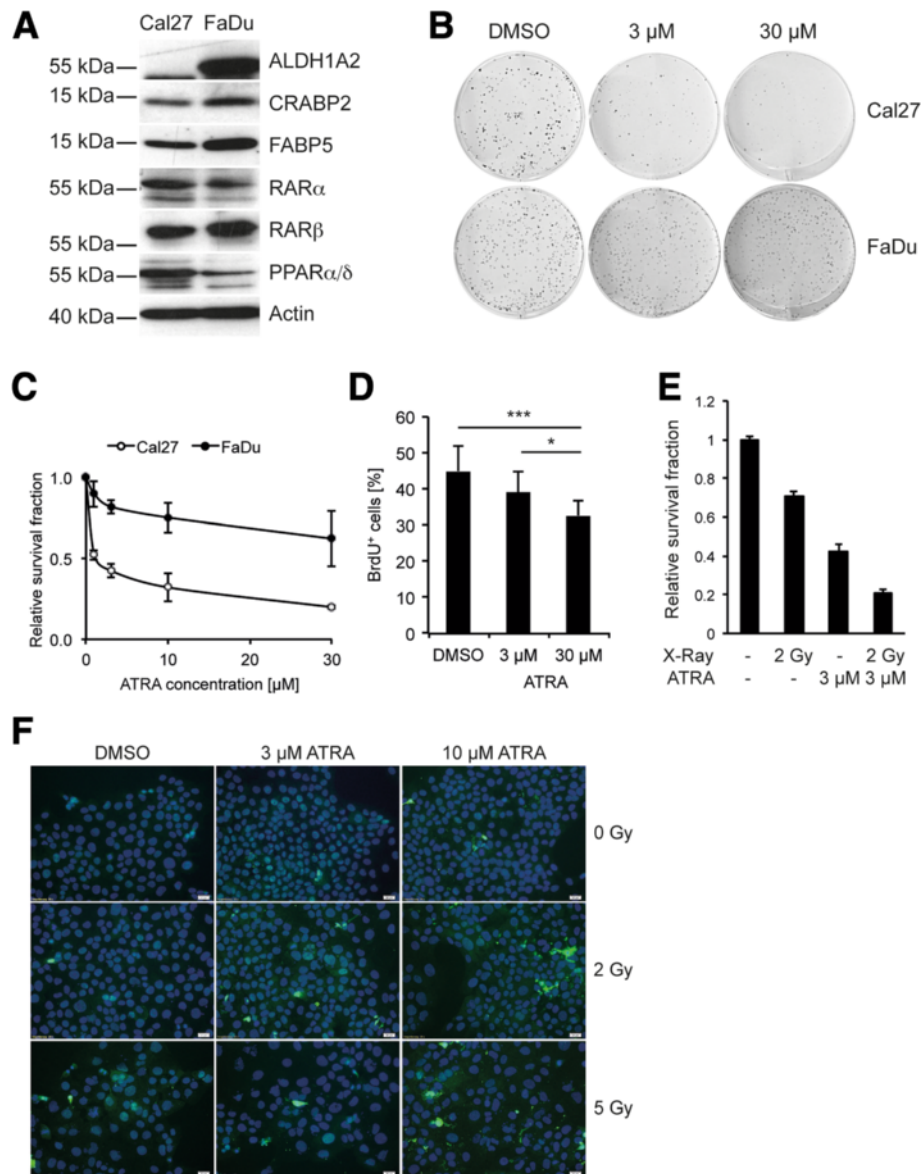 A
Cal27 FaDu
55 kDa
ALDH1A2
15 kDa
CRABP2
15 kDa
FABP5
55 kDa
RARα
RARβ
55 kDa
55 kDa
PPARα/δ
40 kDa
Actin
B
DMSO 3 µM 30 µM
Cal27
FaDu
C
Cal27 FaDu
Relative survival fraction
1.0
0.5
0.0
0 10 20 30
ATRA concentration [µM]
D
BrdU⁺ cells [%]
60
50
40
30
20
10
0
***
*
DMSO 3 µM 30 µM
ATRA
E
Relative survival fraction
1.2
1
0.8
0.6
0.4
0.2
0
X-Ray - 2 Gy - 2 Gy
ATRA - - 3 µM 3 µM
F
DMSO 3 µM ATRA 10 µM ATRA
0 Gy
2 Gy
5 Gy